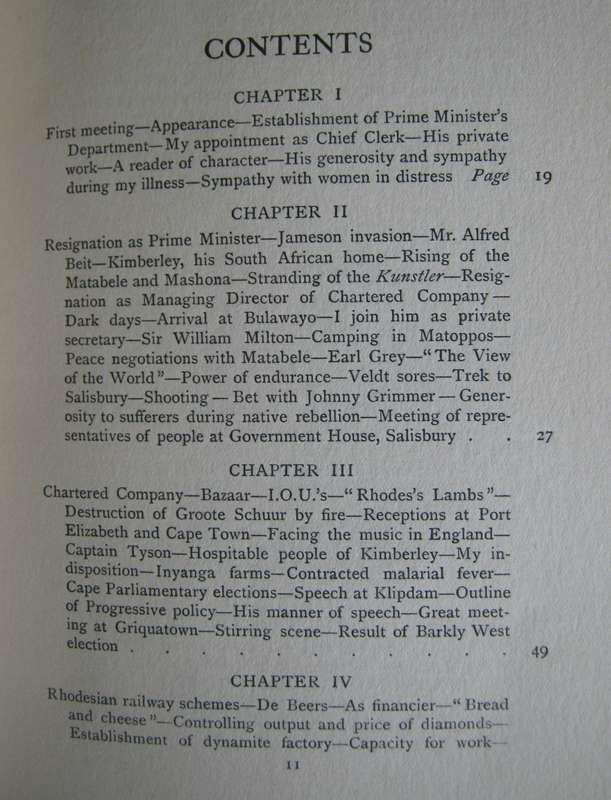 CONTENTS
CHAPTER I
First meeting—Appearance—Establishment of Prime Minister's
Department—My appointment as Chief Clerk—His private
work—A reader of character—His generosity and sympathy
during my illness—Sympathy with women in distress Page 19
CHAPTER II
Resignation as Prime Minister—Jameson invasion—Mr. Alfred
Beit—Kimberley, his South African home—Rising of the
Matabele and Mashona—Stranding of the Kunstler—Resig-
nation as Managing Director of Chartered Company—
Dark days—Arrival at Bulawayo—I join him as private
secretary—Sir William Milton—Camping in Matoppos—
Peace negotiations with Matabele—Earl Grey—"The View
of the World"—Power of endurance—Veldt sores—Trek to
Salisbury—Shooting—Bet with Johnny Grimmer—Gener-
osity to sufferers during native rebellion—Meeting of repre-
sentatives of people at Government House, Salisbury . . 27
CHAPTER III
Chartered Company—Bazaar—I.O.U.'s—"Rhodes's Lambs"—
Destruction of Groote Schuur by fire—Receptions at Port
Elizabeth and Cape Town—Facing the music in England—
Captain Tyson—Hospitable people of Kimberley—My in-
disposition—Inyanga farms—Contracted malarial fever—
Cape Parliamentary elections—Speech at Klipdam—Outline
of Progressive policy—His manner of speech—Great meet-
ing at Griquatown—Stirring scene—Result of Barkly West
election . . . . . . . . . . 49
CHAPTER IV
Rhodesian railway schemes—De Beers—As financier—"Bread
and cheese"—Controlling output and price of diamonds—
Establishment of dynamite factory—Capacity for work—
11